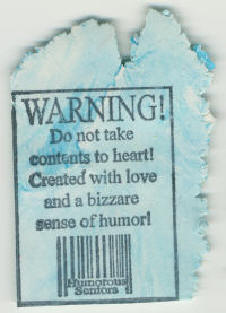 WARNING!
Do not take
contents to heart!
Created with love
and a bizzare
sense of humor!
Humorous
Seniors